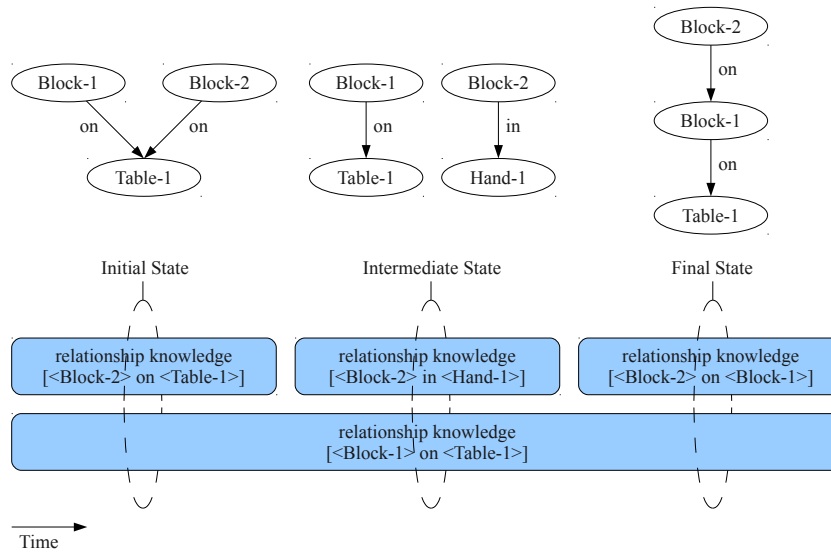 Block-2
Block-1
Block-2
Block-1
Block-2
on
on
on
on
in
Block-1
Table-1
Table-1
Hand-1
on
Table-1
Initial State
Intermediate State
Final State
relationship knowledge
[<Block-2> on <Table-1>]
relationship knowledge
[<Block-2> in <Hand-1>]
relationship knowledge
[<Block-2> on <Block-1>]
relationship knowledge
[<Block-1> on <Table-1>]
Time